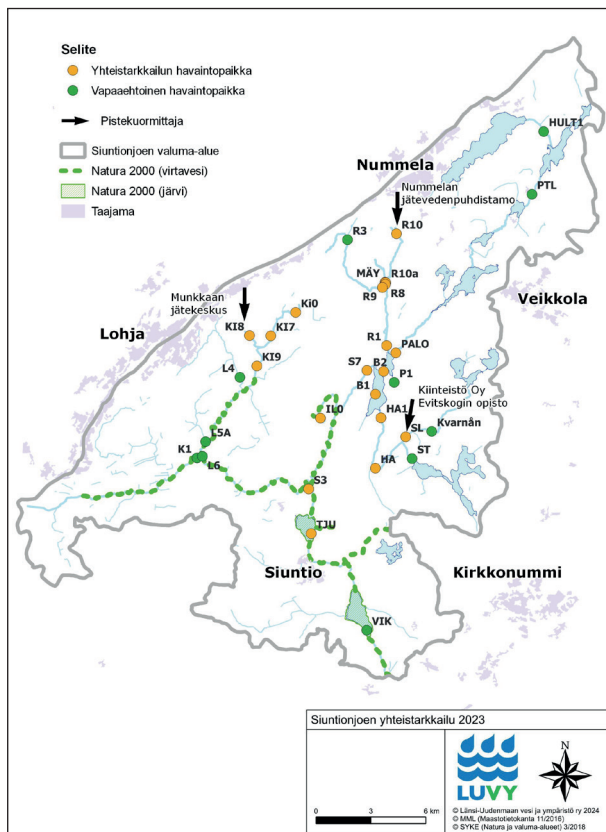 Selite
Yhteistarkkailun havaintopaikka
Vapaaehtoinen havaintopaikka
Pistekuormittaja
Siuntionjoen valuma-alue
Natura 2000 (virtavesi)
Natura 2000 (järvi)
Taajama
HULT1
Nummela
PTL
Nummelan
jätevedenpuhdistamo
R10
R3
MÄY
R10a
R9
R8
Veikkola
Munkkaan
jätekeskus
Ki0
Lohja
KI8
KI7
R1
PALO
KI9
S7
B2
L4
P1
B1
Kiinteistö Oy
Evitskogin opisto
IL0
HA1
SL
Kvarnån
L5A
K1
L6
HA
ST
S3
TJU
Siuntio
Kirkkonummi
VIK
Siuntionjoen yhteistarkkailu 2023
LUVY
N
0 3 6 km
© Länsi-Uudenmaan vesi ja ympäristö ry 2024
© MML (Maastotietokanta 11/2016)
© SYKE (Natura ja valuma-alueet) 3/2018